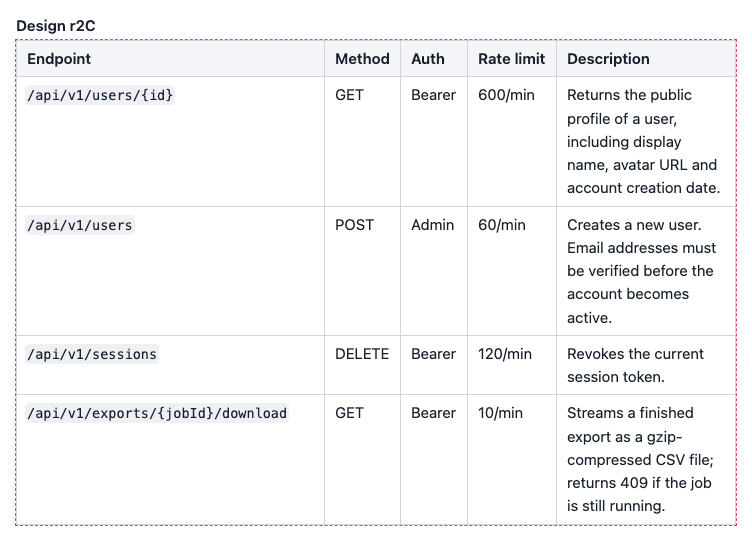 Design r2C
Endpoint Method Auth Rate limit Description
/api/v1/users/{id} GET Bearer 600/min Returns the public
profile of a user,
including display
name, avatar URL and
account creation date.
/api/v1/users POST Admin 60/min Creates a new user.
Email addresses must
be verified before the
account becomes
active.
/api/v1/sessions DELETE Bearer 120/min Revokes the current
session token.
/api/v1/exports/{jobId}/download GET Bearer 10/min Streams a finished
export as a gzip-
compressed CSV file;
returns 409 if the job
is still running.